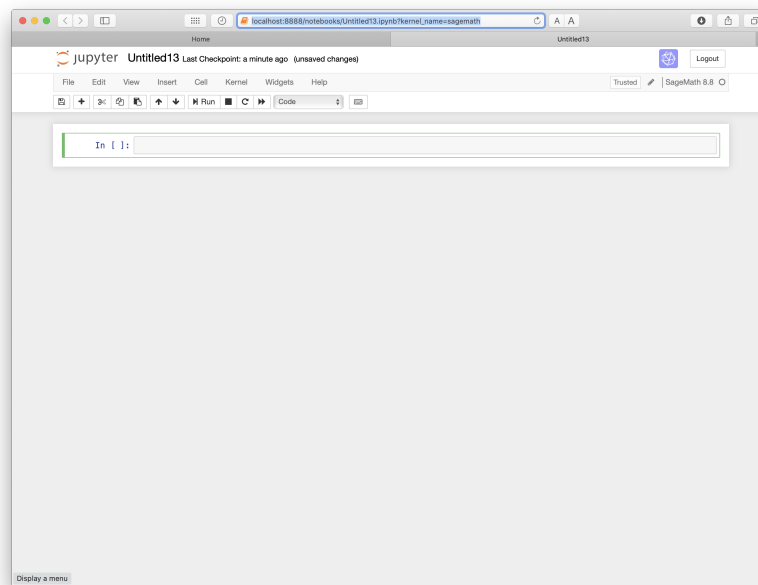 localhost:8888/notebooks/Untitled13.ipynb?kernel_name=sagemath
A A
Home
Untitled13
jupyter Untitled13 Last Checkpoint: a minute ago (unsaved changes)
Logout
File Edit View Insert Cell Kernel Widgets Help
Trusted
SageMath 8.8
Run
Code
In [ ]:
Display a menu